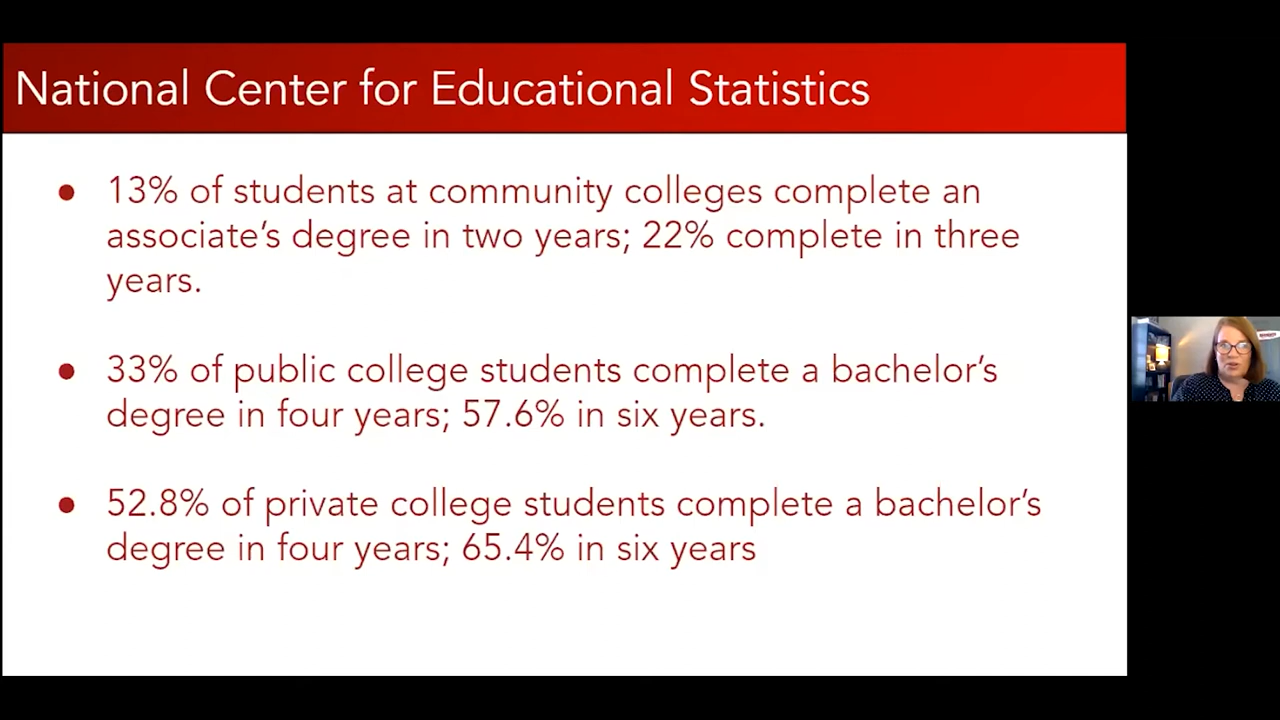 National Center for Educational Statistics
● 13% of students at community colleges complete an
associate's degree in two years; 22% complete in three
years.
● 33% of public college students complete a bachelor's
degree in four years; 57.6% in six years.
● 52.8% of private college students complete a bachelor's
degree in four years; 65.4% in six years